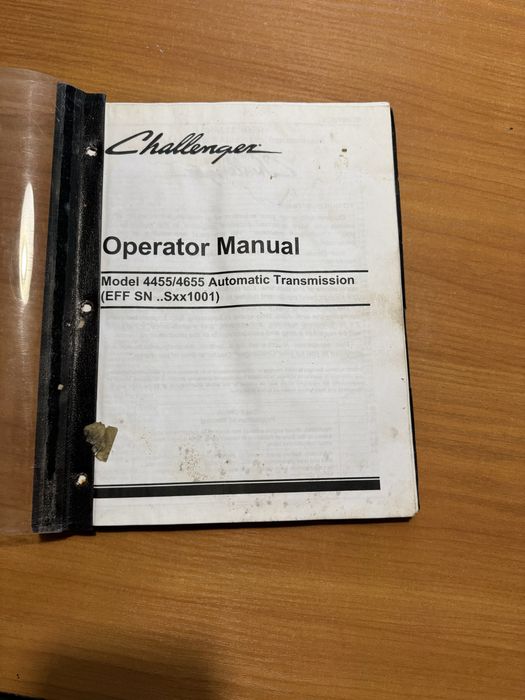 Challenger
Operator Manual
Model 4455/4655 Automatic Transmission
(EFF SN ..Sxx1001)